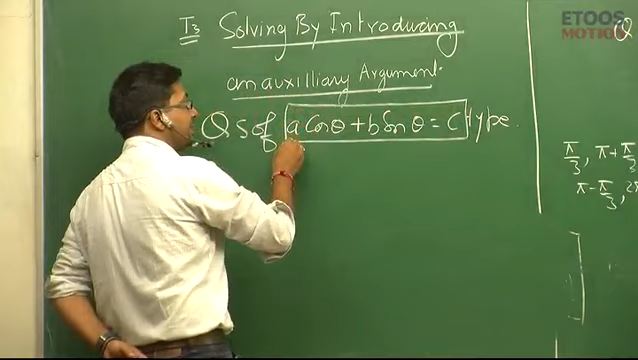 T3 Solving By Introducing
an auxilliary Argument.
Qs of a Cosθ + b Sinθ = C type.
ETOOS
MOTION
Q
π/3, π + π/3
π - π/3, 2π